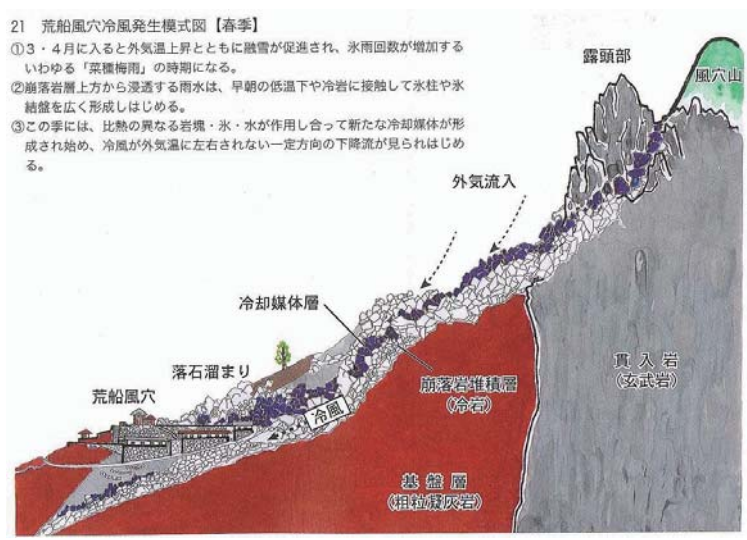 21 荒船風穴冷風発生模式図【春季】
①3・4月に入ると外気温上昇とともに融雪が促進され、氷雨回数が増加する
いわゆる「菜種梅雨」の時期になる。
②崩落岩層上方から浸透する雨水は、早朝の低温下や冷岩に接触して氷柱や氷
結盤を広く形成しはじめる。
③この季には、比熱の異なる岩塊・氷・水が作用し合って新たな冷却媒体が形
成され始め、冷風が外気温に左右されない一定方向の下降流が見られはじめ
る。
露頭部
風穴山
外気流入
冷却媒体層
落石溜まり
荒船風穴
冷風
崩落岩堆積層
(冷岩)
貫入岩
(玄武岩)
基盤層
(粗粒凝灰岩)